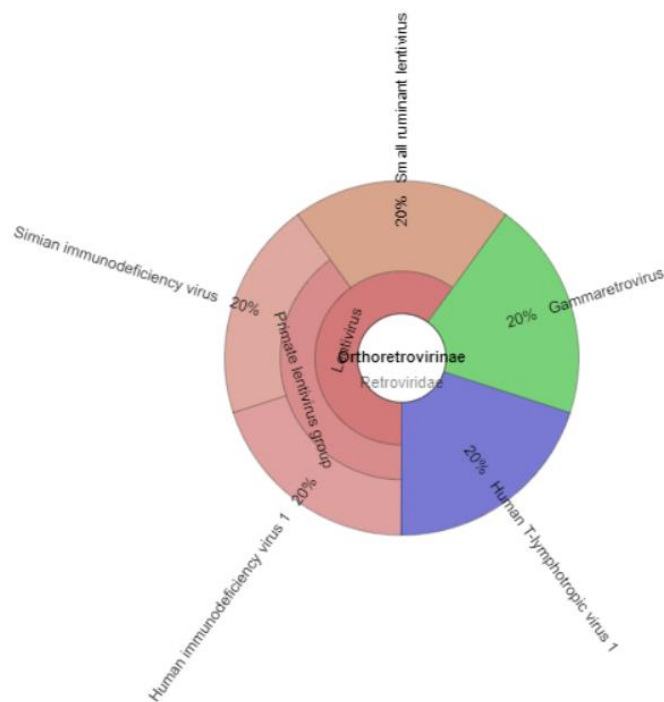 Small ruminant lentivirus
20%
Simian immunodeficiency virus
20%
Gammaretrovirus
20%
Lentivirus
Primate lentivirus group
Orthoretrovirinae
Retroviridae
Human immunodeficiency virus 1
20%
Human T-lymphotropic virus 1
20%